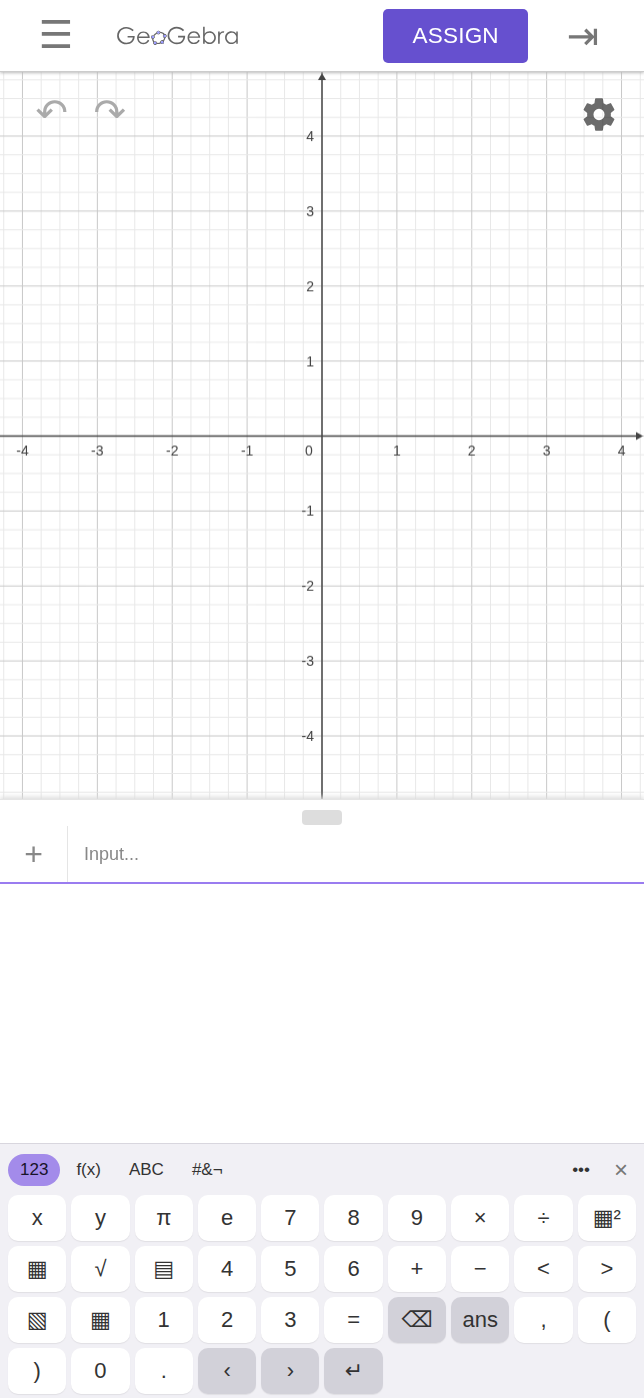 GeoGebra ASSIGN
4
3
2
1
-4 -3 -2 -1 0 1 2 3 4
-1
-2
-3
-4
+ Input...
123 f(x) ABC #&¬ ••• ×
x y π e 7 8 9 × ÷ ▦²
▦ √ ▤ 4 5 6 + − < >
▧ ▦ 1 2 3 = ⌫ ans , (
) 0 . ‹ › ↵